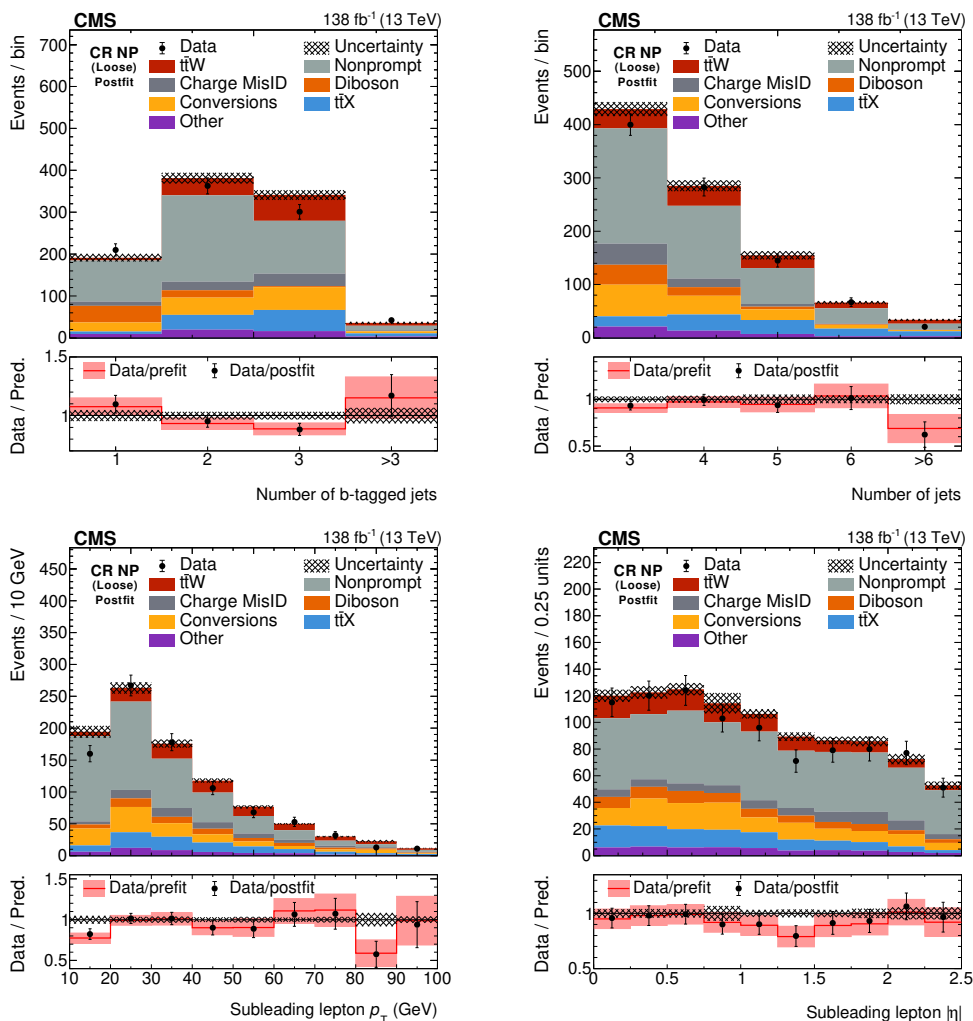 CMS 138 fb⁻¹ (13 TeV)
Events / bin
700
600
500
400
300
200
100
0
CR NP
(Loose)
Postfit
Data
Uncertainty
tt̄W
Nonprompt
Charge MisID
Diboson
Conversions
tt̄X
Other
Data / Pred.
1.5
1
Data/prefit
Data/postfit
1 2 3 >3
Number of b-tagged jets
CMS 138 fb⁻¹ (13 TeV)
Events / bin
500
400
300
200
100
0
CR NP
(Loose)
Postfit
Data
Uncertainty
tt̄W
Nonprompt
Charge MisID
Diboson
Conversions
tt̄X
Other
Data / Pred.
1
0.5
Data/prefit
Data/postfit
3 4 5 6 >6
Number of jets
CMS 138 fb⁻¹ (13 TeV)
Events / 10 GeV
450
400
350
300
250
200
150
100
50
0
CR NP
(Loose)
Postfit
Data
Uncertainty
tt̄W
Nonprompt
Charge MisID
Diboson
Conversions
tt̄X
Other
Data / Pred.
1.5
1
0.5
Data/prefit
Data/postfit
10 20 30 40 50 60 70 80 90 100
Subleading lepton p_T (GeV)
CMS 138 fb⁻¹ (13 TeV)
Events / 0.25 units
220
200
180
160
140
120
100
80
60
40
20
0
CR NP
(Loose)
Postfit
Data
Uncertainty
tt̄W
Nonprompt
Charge MisID
Diboson
Conversions
tt̄X
Other
Data / Pred.
1
0.5
Data/prefit
Data/postfit
0 0.5 1 1.5 2 2.5
Subleading lepton |η|